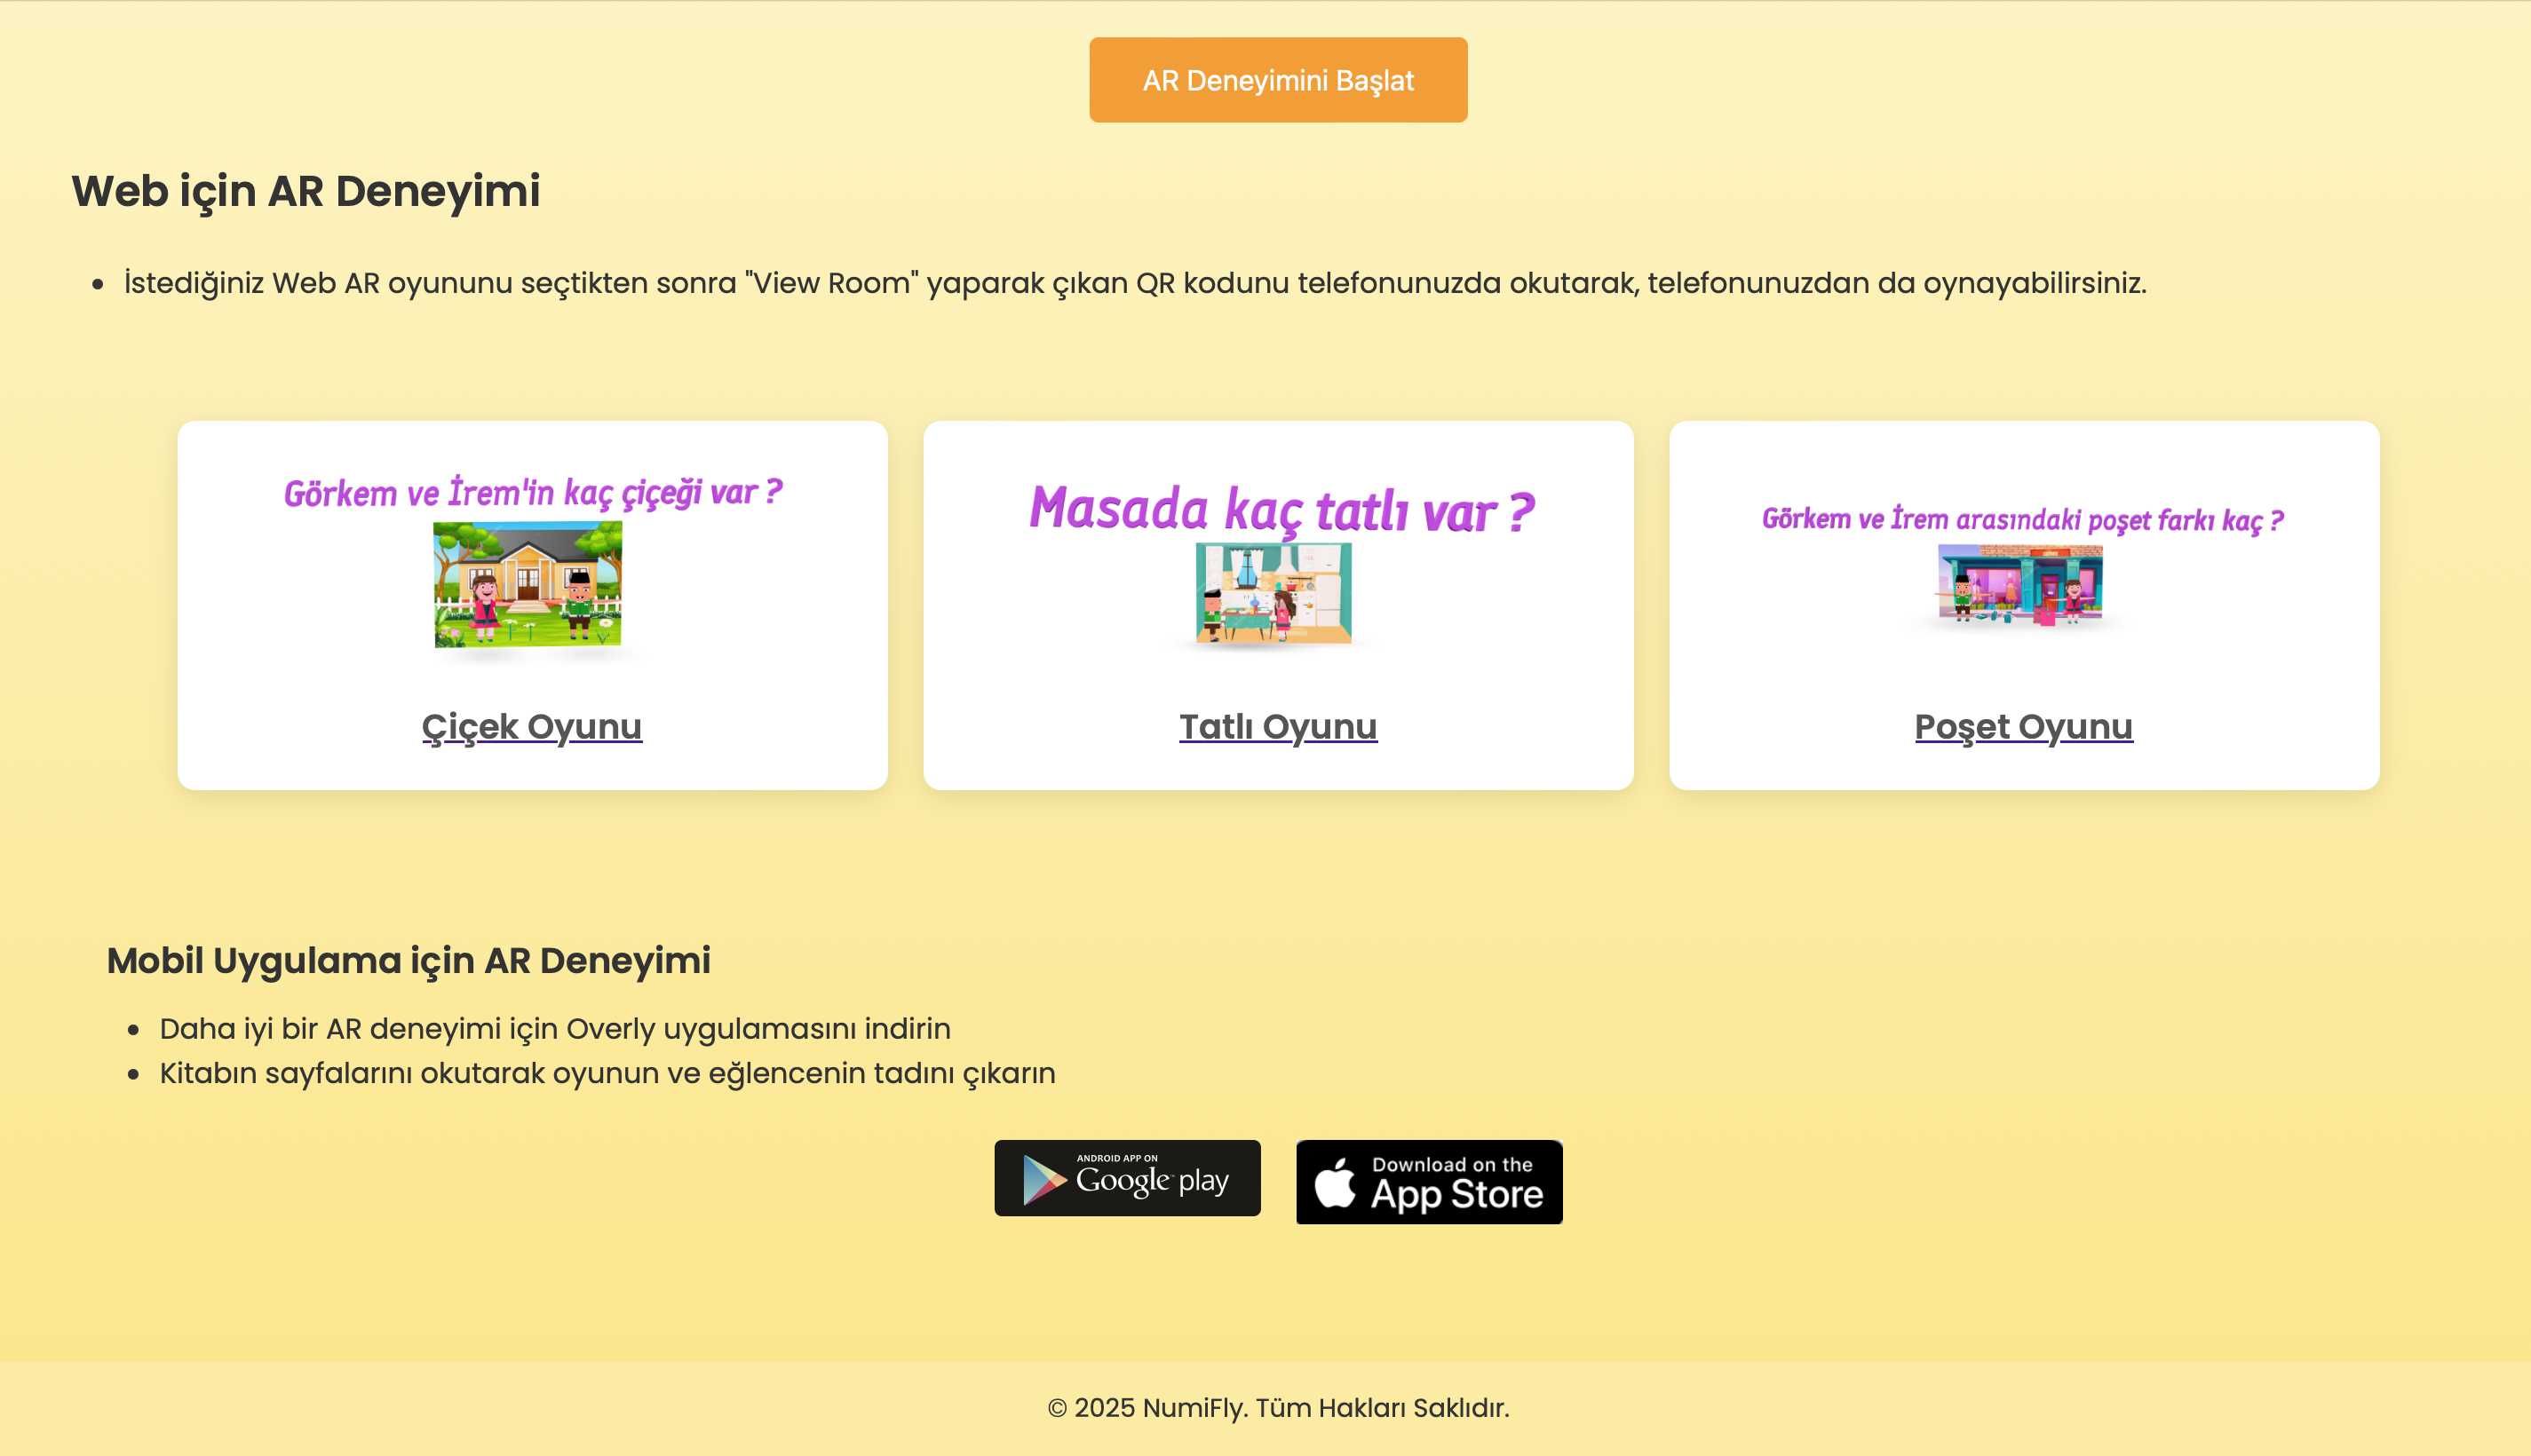 AR Deneyimini Başlat
Web için AR Deneyimi
İstediğiniz Web AR oyununu seçtikten sonra "View Room" yaparak çıkan QR kodunu telefonunuzda okutarak, telefonunuzdan da oynayabilirsiniz.
Görkem ve İrem'in kaç çiçeği var ?
Çiçek Oyunu
Masada kaç tatlı var ?
Tatlı Oyunu
Görkem ve İrem arasındaki poşet farkı kaç ?
Poşet Oyunu
Mobil Uygulama için AR Deneyimi
Daha iyi bir AR deneyimi için Overly uygulamasını indirin
Kitabın sayfalarını okutarak oyunun ve eğlencenin tadını çıkarın
ANDROID APP ON
Google play
Download on the
App Store
© 2025 NumiFly. Tüm Hakları Saklıdır.